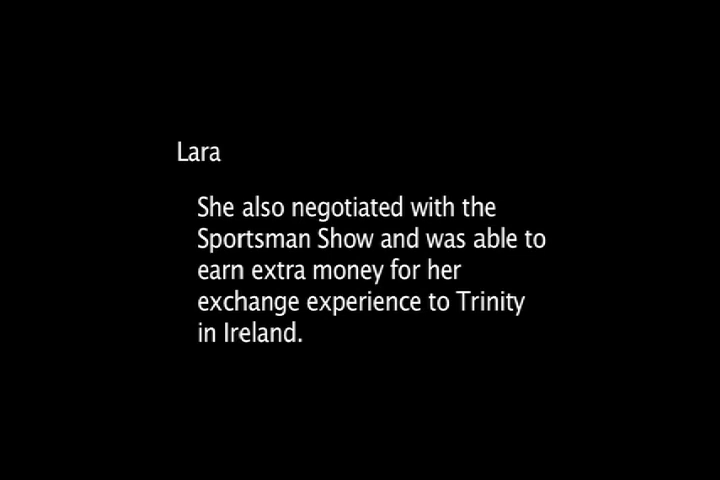 Lara
She also negotiated with the
Sportsman Show and was able to
earn extra money for her
exchange experience to Trinity
in Ireland.